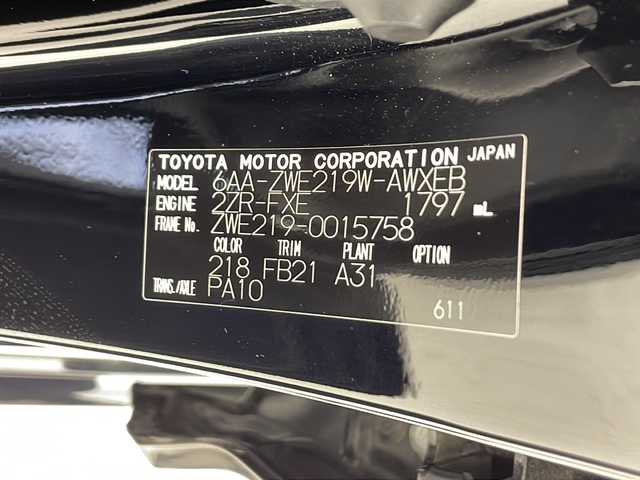 TOYOTA MOTOR CORPORATION JAPAN
MODEL 6AA-ZWE219W-AWXEB
ENGINE 2ZR-FXE 1797 mL
FRAME No. ZWE219-0015758
COLOR TRIM PLANT OPTION
218 FB21 A31
TRANS./AXLE PA10
611